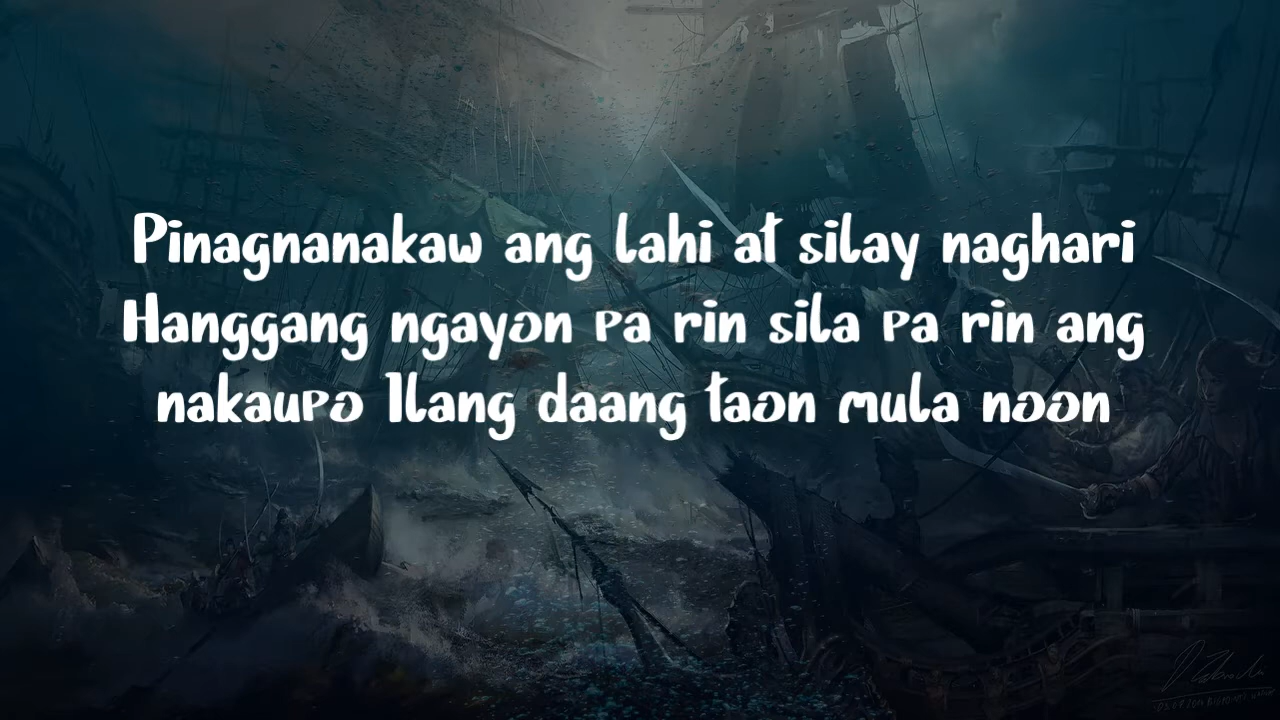 Pinagnanakaw ang lahi at silay naghari
Hanggang ngayon pa rin sila pa rin ang
nakaupo Ilang daang taon mula noon